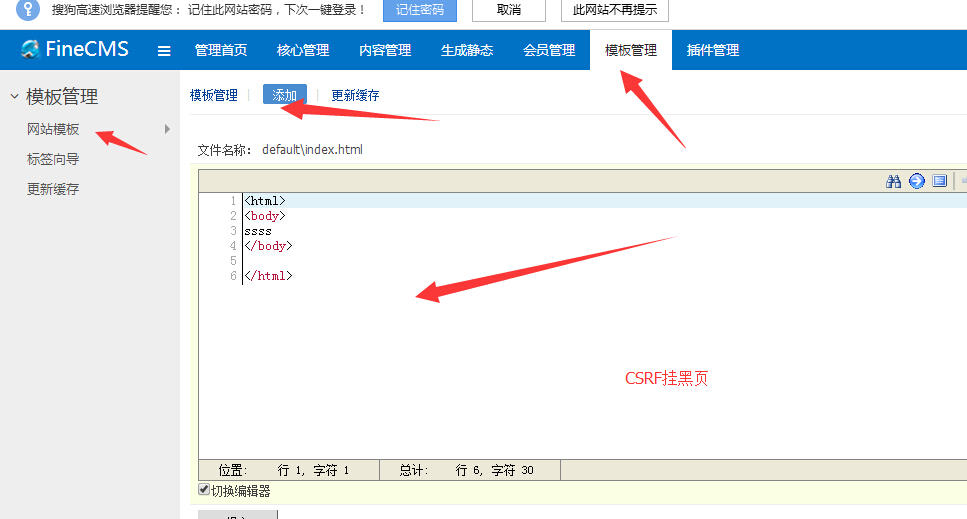 搜狗高速浏览器提醒您：记住此网站密码，下次一键登录！ 记住密码 取消 此网站不再提示
FineCMS 管理首页 核心管理 内容管理 生成静态 会员管理 模板管理 插件管理
模板管理
网站模板
标签向导
更新缓存
模板管理 添加 更新缓存
文件名称： default\index.html
1 <html>
2 <body>
3 ssss
4 </body>
5
6 </html>
CSRF挂黑页
位置： 行 1, 字符 1 总计： 行 6, 字符 30
切换编辑器